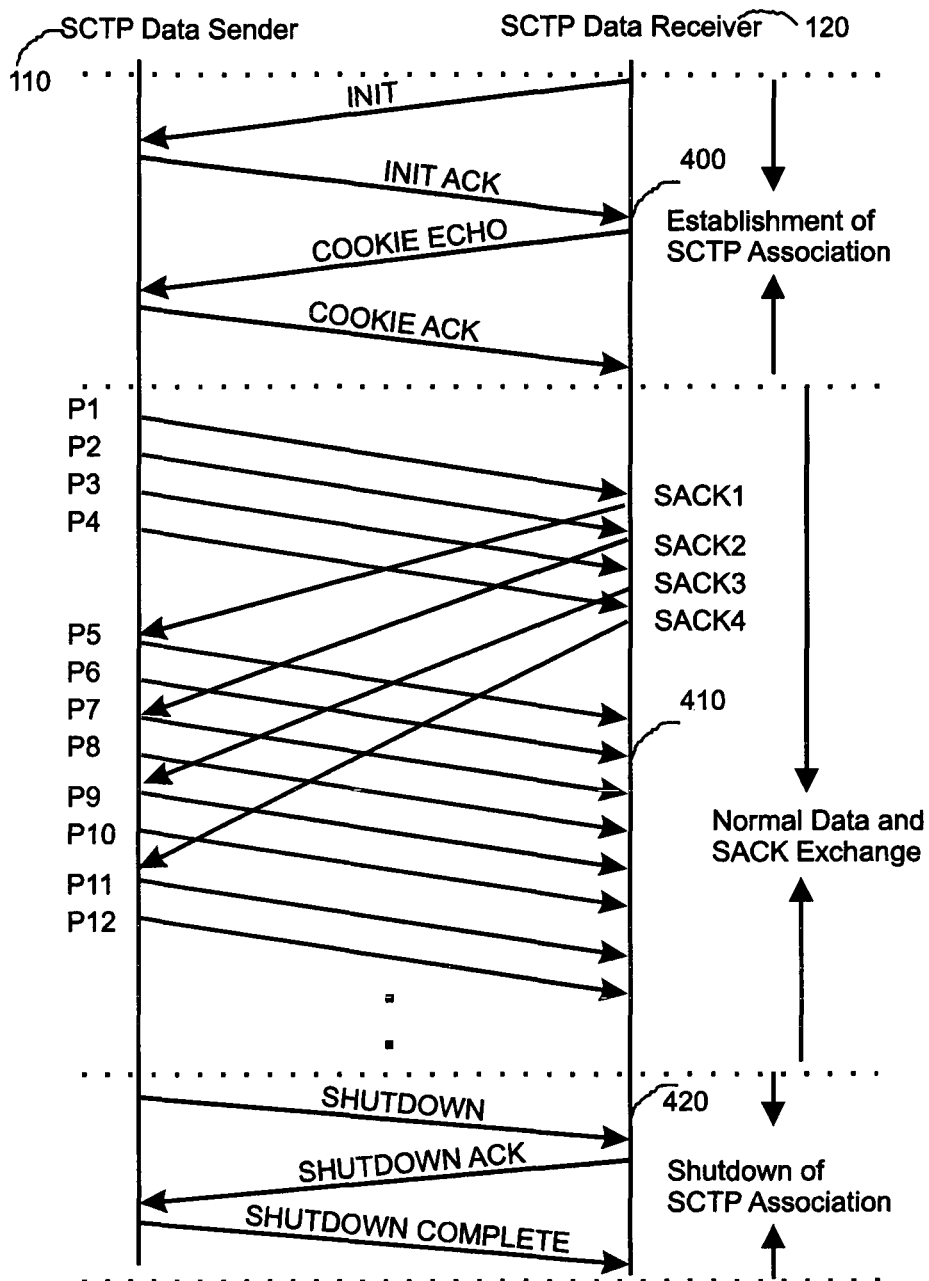 SCTP Data Sender
SCTP Data Receiver
120
110
INIT
INIT ACK
400
COOKIE ECHO
Establishment of
SCTP Association
COOKIE ACK
P1
P2
P3
P4
SACK1
SACK2
SACK3
SACK4
P5
P6
P7
P8
P9
P10
P11
P12
410
Normal Data and
SACK Exchange
SHUTDOWN
420
SHUTDOWN ACK
Shutdown of
SCTP Association
SHUTDOWN COMPLETE